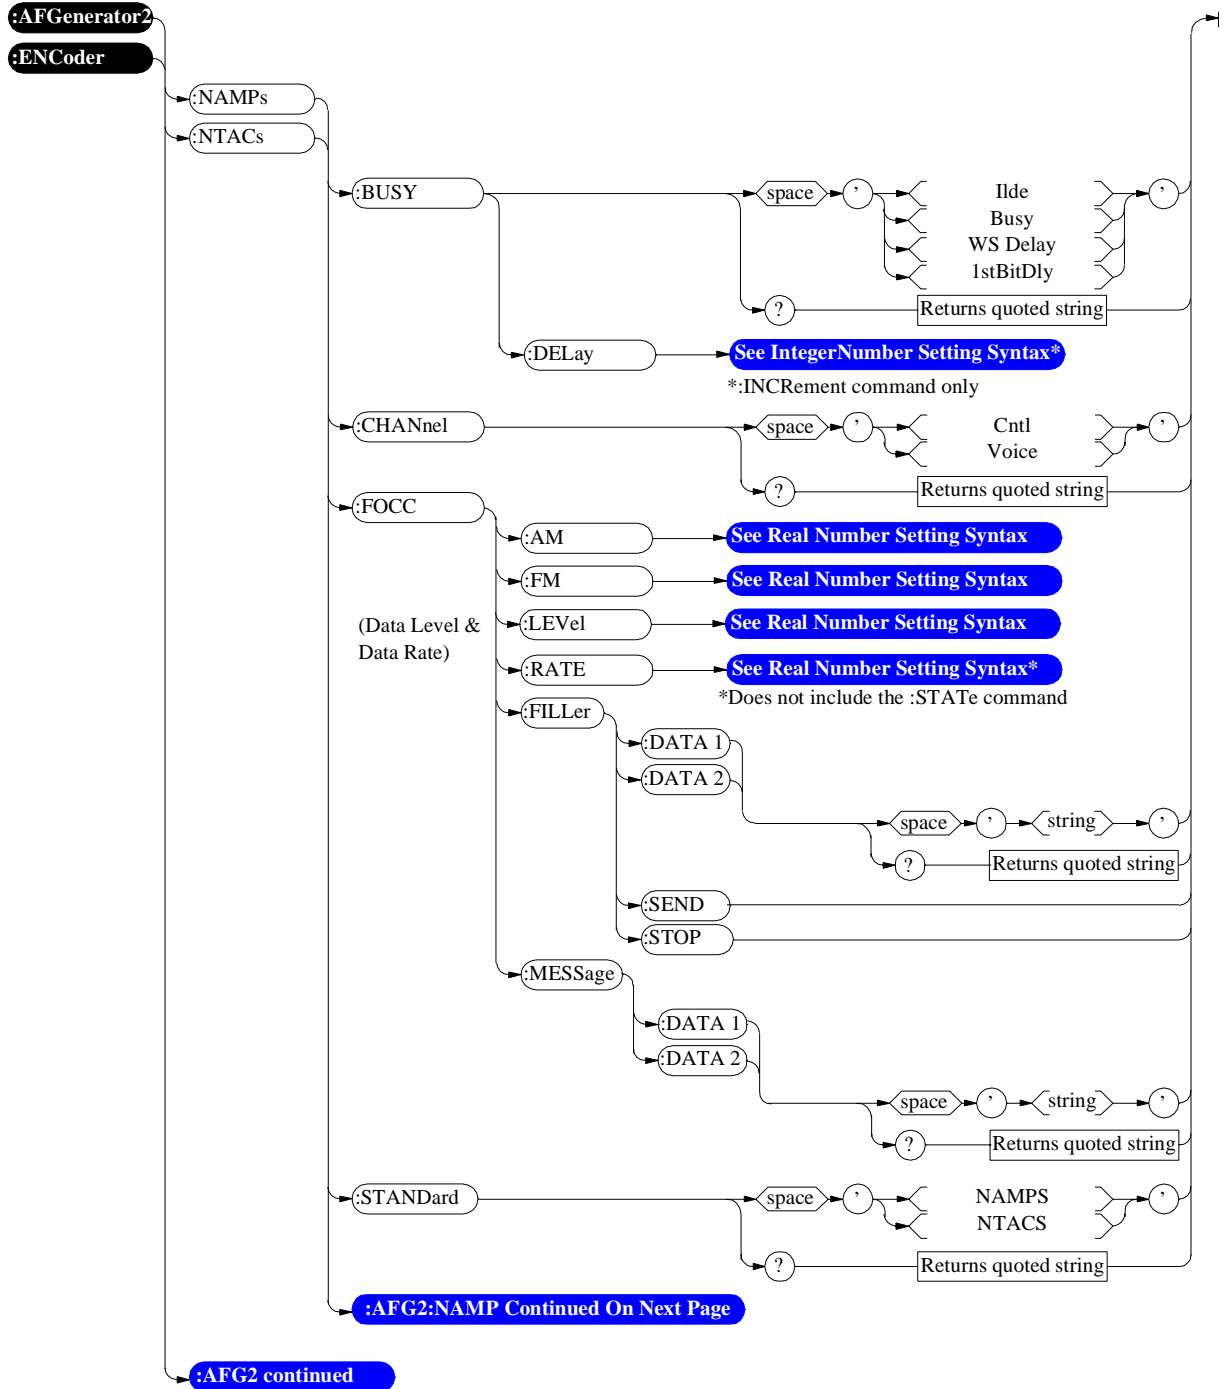 :AFGenerator2
:ENCoder
:NAMPs
:NTACs
:BUSY
space ’ Ilde ’
Busy
WS Delay
1stBitDly
? Returns quoted string
:DELay See IntegerNumber Setting Syntax*
*:INCRement command only
:CHANnel space ’ Cntl ’
Voice
? Returns quoted string
:FOCC
:AM See Real Number Setting Syntax
:FM See Real Number Setting Syntax
(Data Level &
Data Rate)
:LEVel See Real Number Setting Syntax
:RATE See Real Number Setting Syntax*
*Does not include the :STATe command
:FILLer
:DATA 1
:DATA 2
space ’ string ’
? Returns quoted string
:SEND
:STOP
:MESSage
:DATA 1
:DATA 2
space ’ string ’
? Returns quoted string
:STANDard space ’ NAMPS ’
NTACS
? Returns quoted string
:AFG2:NAMP Continued On Next Page
:AFG2 continued